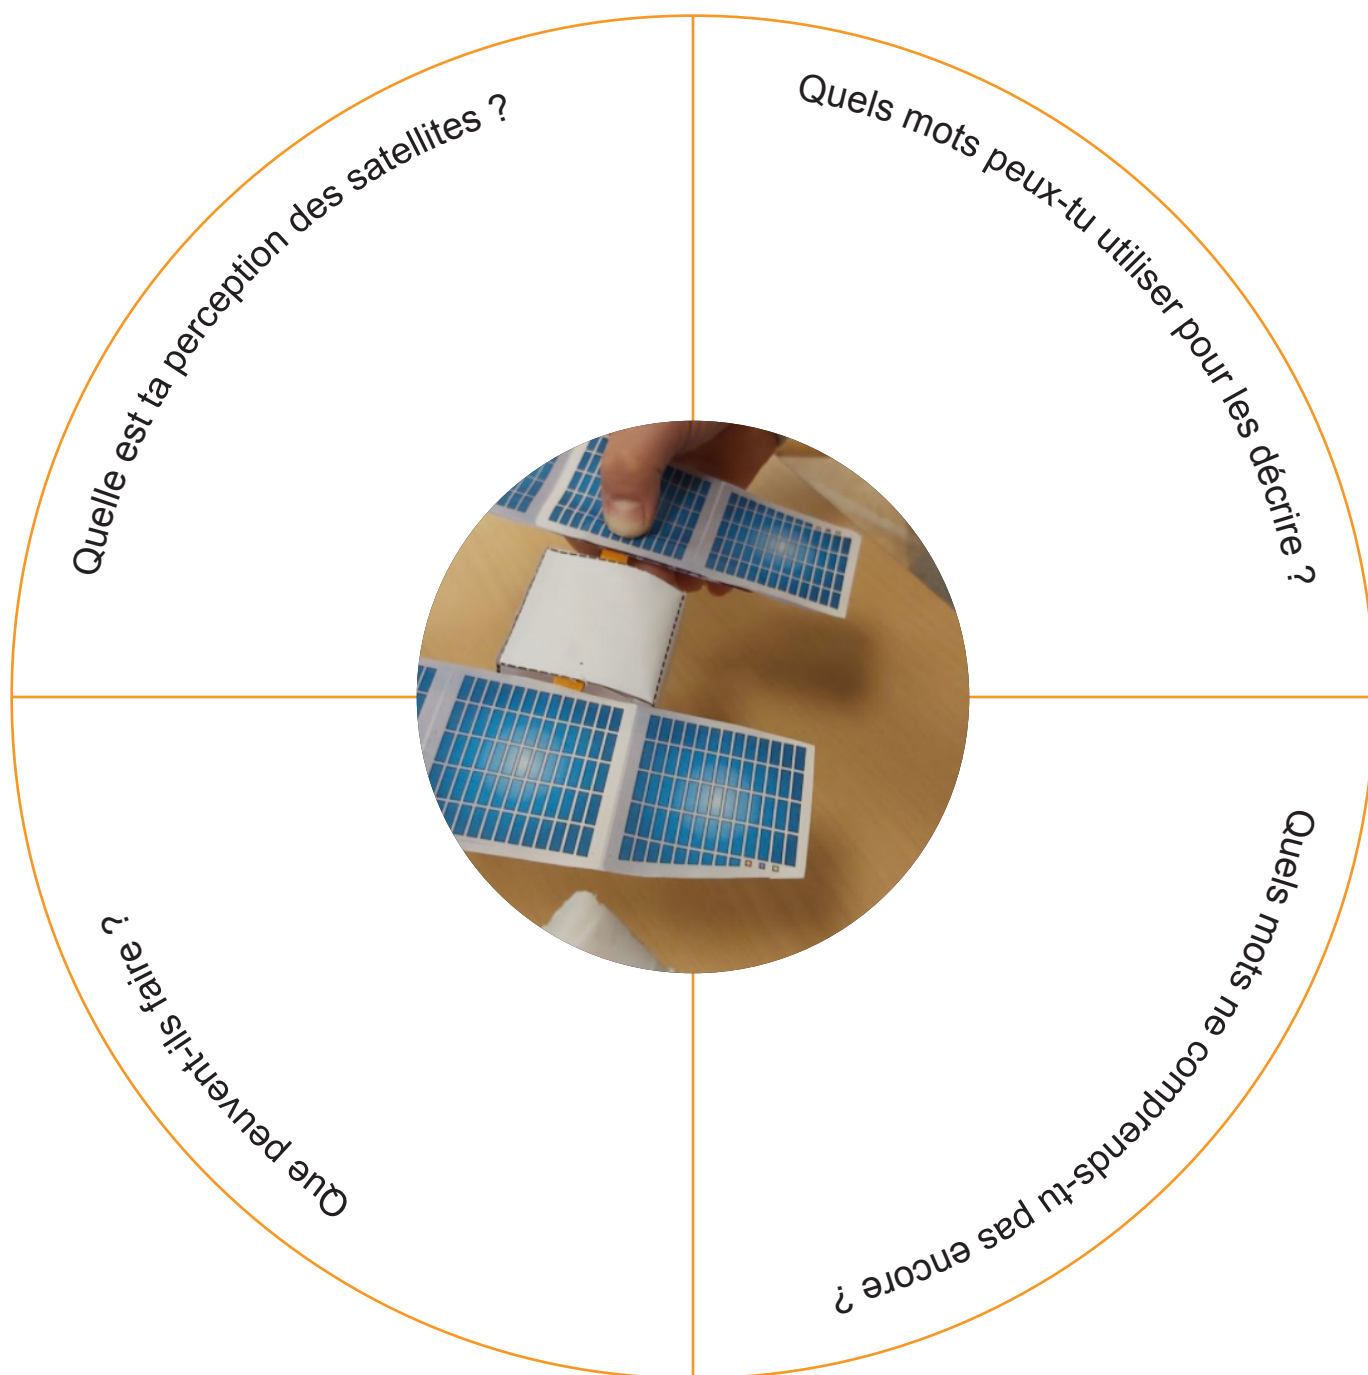 Quelle est ta perception des satellites ?
Quels mots peux-tu utiliser pour les décrire ?
Quels mots ne comprends-tu pas encore ?
Que peuvent-ils faire ?